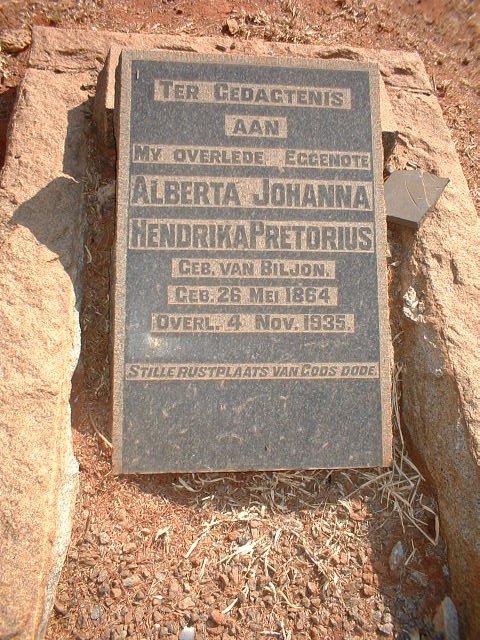 TER GEDAGTENIS
AAN
MY OVERLEDE EGGENOTE
ALBERTA JOHANNA
HENDRIKA PRETORIUS
GEB. VAN BILJON.
GEB. 26 MEI 1864
OVERL. 4 NOV. 1935.
STILLE RUSTPLAATS VAN GODS DODE.